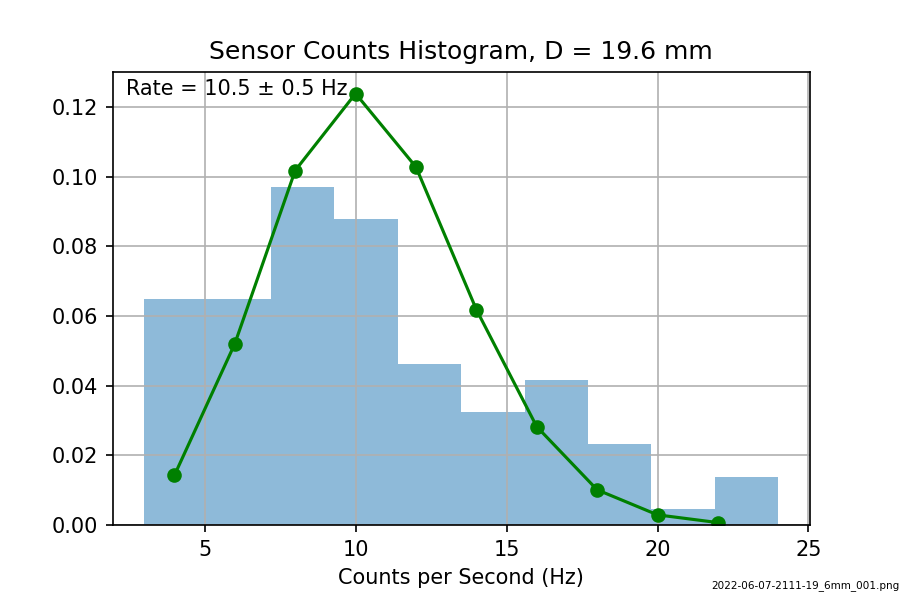 Sensor Counts Histogram, D = 19.6 mm
Rate = 10.5 ± 0.5 Hz
0.12
0.10
0.08
0.06
0.04
0.02
0.00
5 10 15 20 25
Counts per Second (Hz)
2022-06-07-2111-19_6mm_001.png